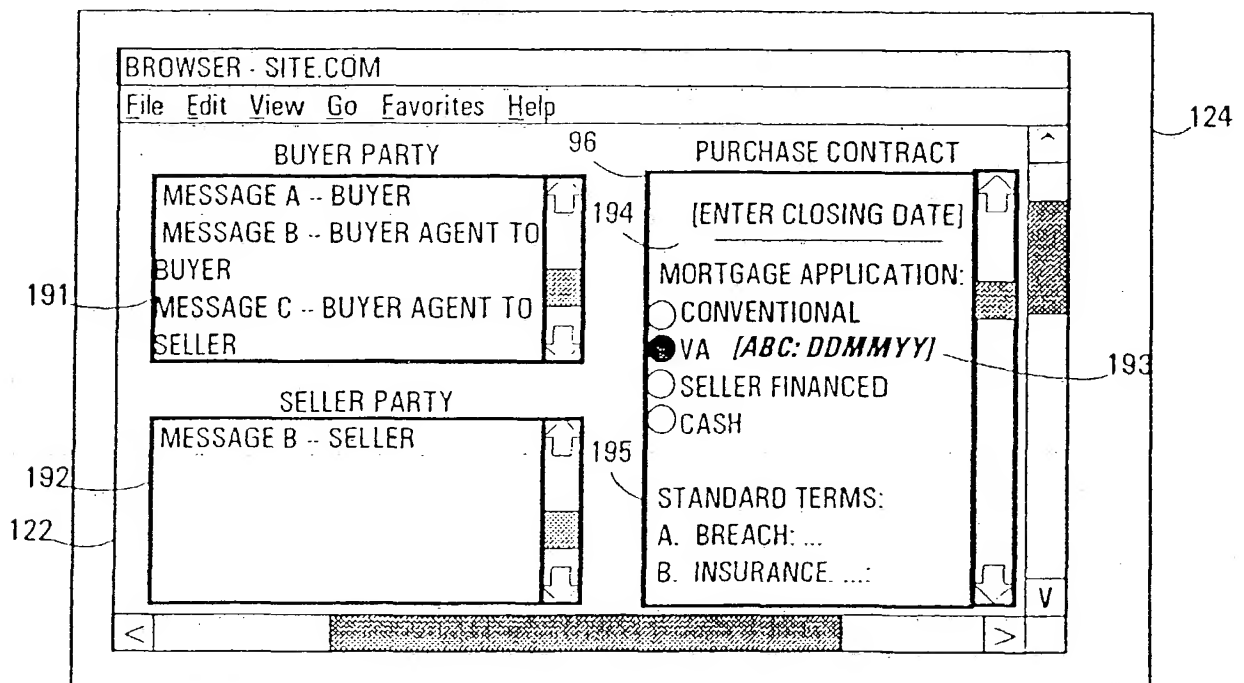 BROWSER - SITE.COM
File Edit View Go Favorites Help
124
BUYER PARTY
MESSAGE A -- BUYER
MESSAGE B -- BUYER AGENT TO
BUYER
MESSAGE C -- BUYER AGENT TO
SELLER
191
SELLER PARTY
MESSAGE B -- SELLER
192
122
96
PURCHASE CONTRACT
194
[ENTER CLOSING DATE]
MORTGAGE APPLICATION:
CONVENTIONAL
VA [ABC: DDMMYY]
193
SELLER FINANCED
CASH
195
STANDARD TERMS:
A. BREACH: ...
B. INSURANCE. ...:
< > ^ V